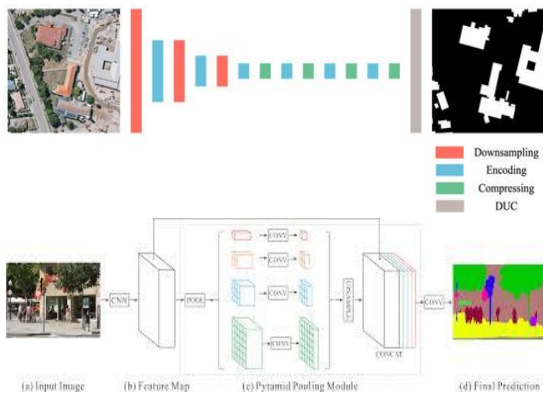 Downsampling
Encoding
Compressing
DUC
CONV
CONV
CNN
POOL
CONV
UPSAMPLE
CONV
CONV
CONCAT
(a) Input Image
(b) Feature Map
(c) Pyramid Pooling Module
(d) Final Prediction